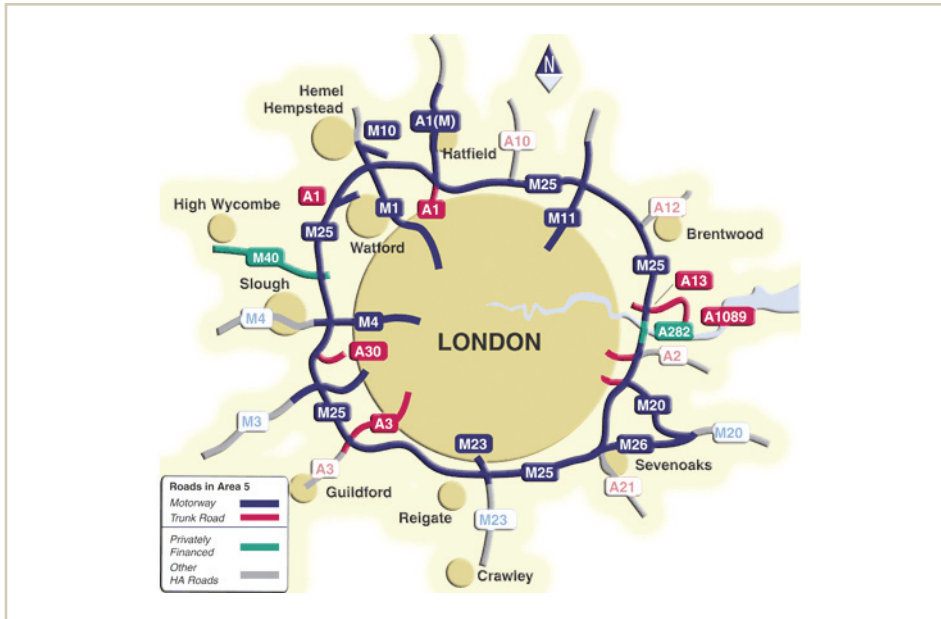 N
Hemel
Hempstead
M10
A1(M)
Hatfield
A10
M25
A1
M1
A1
M11
A12
Brentwood
High Wycombe
M25
Watford
M25
M40
Slough
A13
A1089
M4
M4
A282
LONDON
A30
A2
M3
M25
A3
M20
M23
M26
M20
A3
M25
Sevenoaks
Guildford
A21
Reigate
M23
Crawley
Roads in Area 5
Motorway
Trunk Road
Privately
Financed
Other
HA Roads